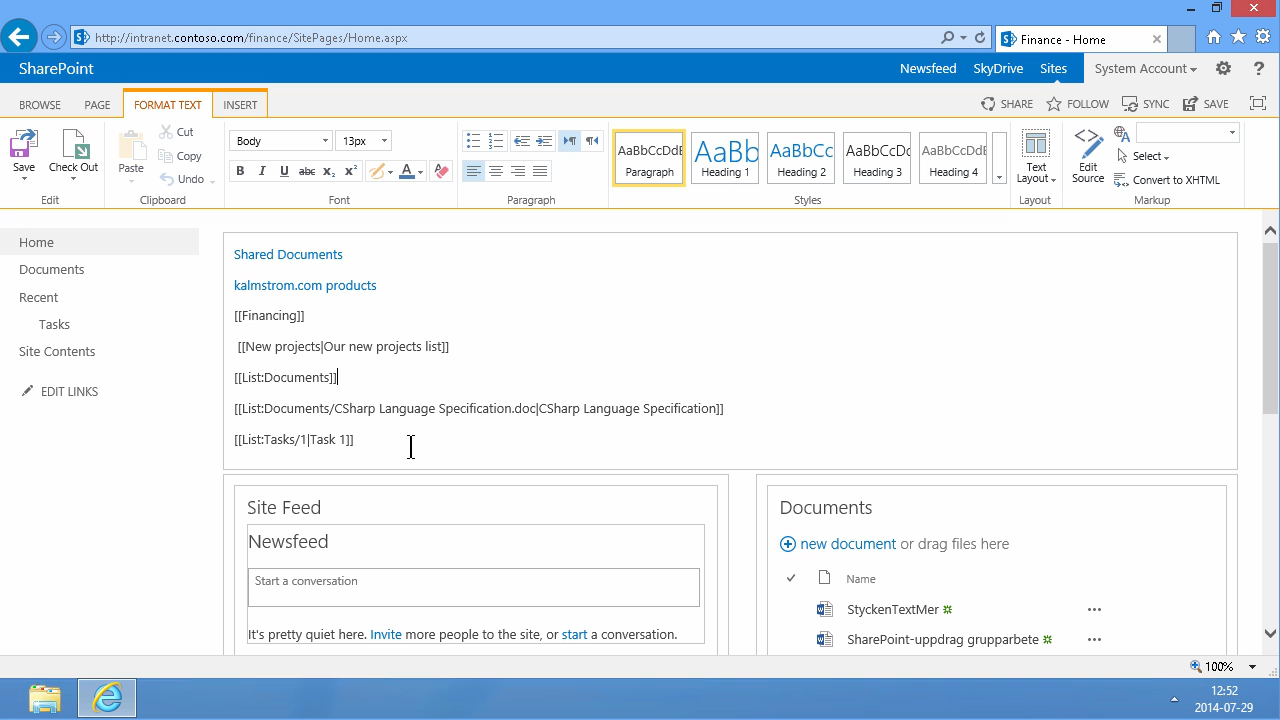 http://intranet.contoso.com/finance/SitePages/Home.aspx
Finance - Home
SharePoint
Newsfeed SkyDrive Sites System Account ?
BROWSE PAGE FORMAT TEXT INSERT
SHARE FOLLOW SYNC SAVE
Save Check Out Edit
Paste Cut Copy Undo Clipboard
Body 13px
B I U abc x₂ x² A Font
Paragraph
AaBbCcDdE Paragraph
AaBb Heading 1
AaBbCc Heading 2
AaBbCcDc Heading 3
AaBbCcDdE Heading 4
Styles
Text Layout Layout
Edit Source
Select
Convert to XHTML
Markup
Home
Documents
Recent
Tasks
Site Contents
EDIT LINKS
Shared Documents
kalmstrom.com products
[[Financing]]
[[New projects|Our new projects list]]
[[List:Documents]]
[[List:Documents/CSharp Language Specification.doc|CSharp Language Specification]]
[[List:Tasks/1|Task 1]]
Site Feed
Newsfeed
Start a conversation
It's pretty quiet here. Invite more people to the site, or start a conversation.
Documents
new document or drag files here
Name
StyckenTextMer
SharePoint-uppdrag grupparbete
100%
12:52
2014-07-29